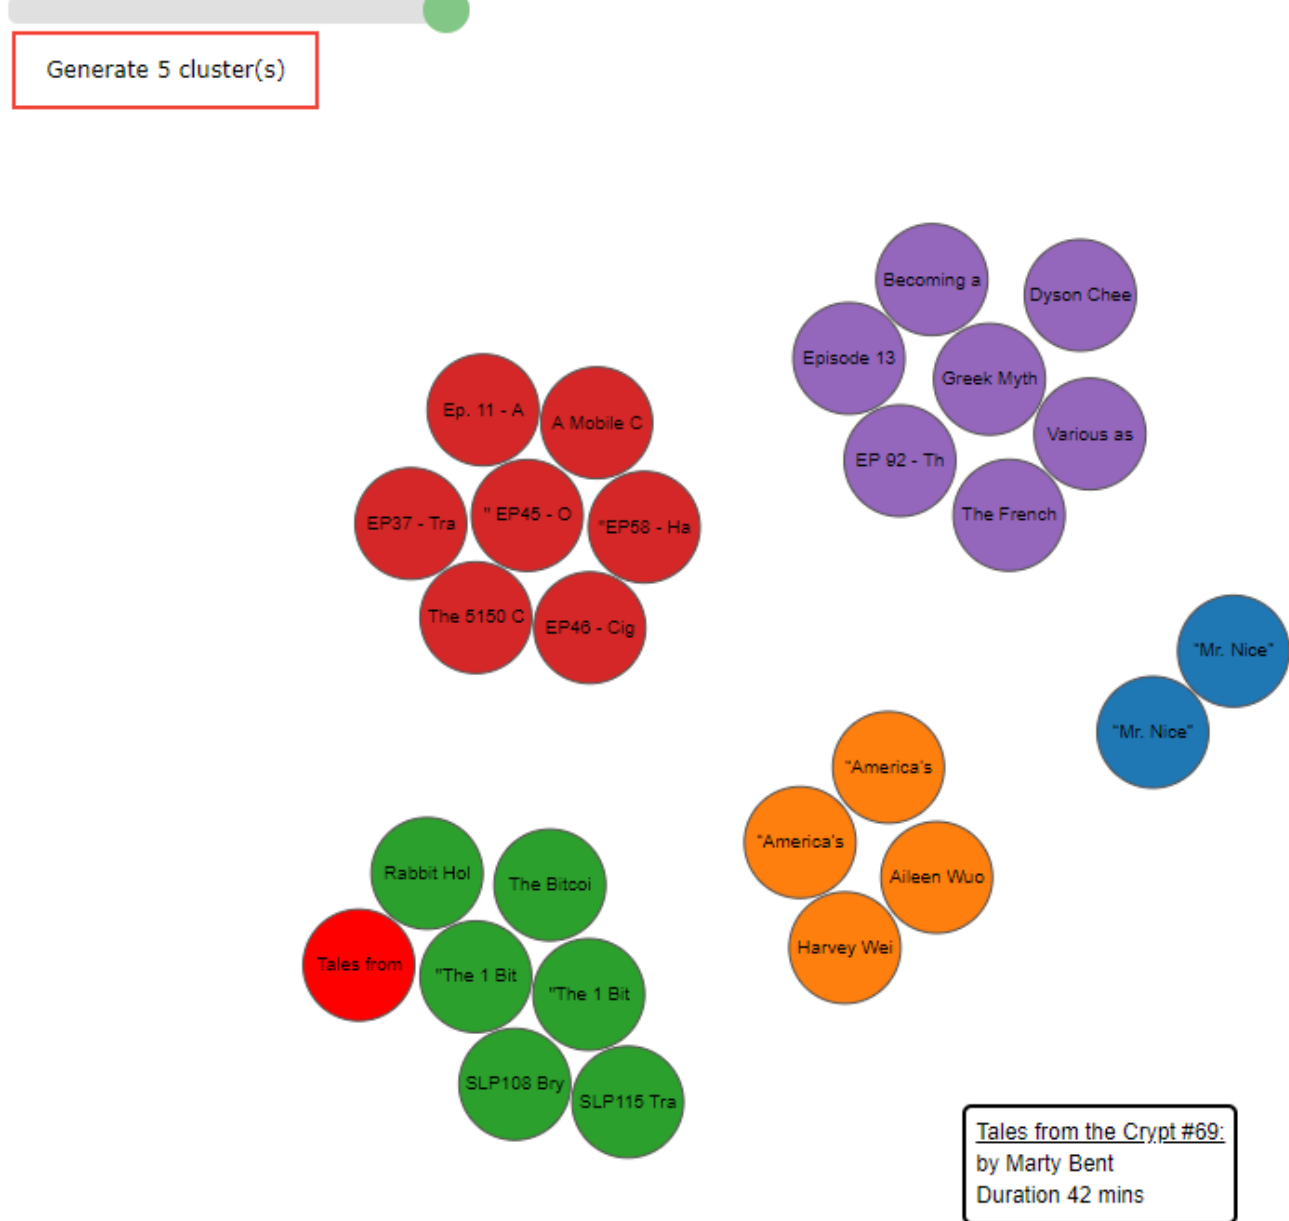 Generate 5 cluster(s)
Becoming a
Dyson Chee
Episode 13
Greek Myth
Various as
EP 92 - Th
The French
Ep. 11 - A
A Mobile C
EP37 - Tra
" EP45 - O
"EP58 - Ha
The 5150 C
EP46 - Cig
"Mr. Nice"
"Mr. Nice"
"America's
"America's
Aileen Wuo
Harvey Wei
Rabbit Hol
The Bitcoi
Tales from
"The 1 Bit
"The 1 Bit
SLP108 Bry
SLP115 Tra
Tales from the Crypt #69:
by Marty Bent
Duration 42 mins